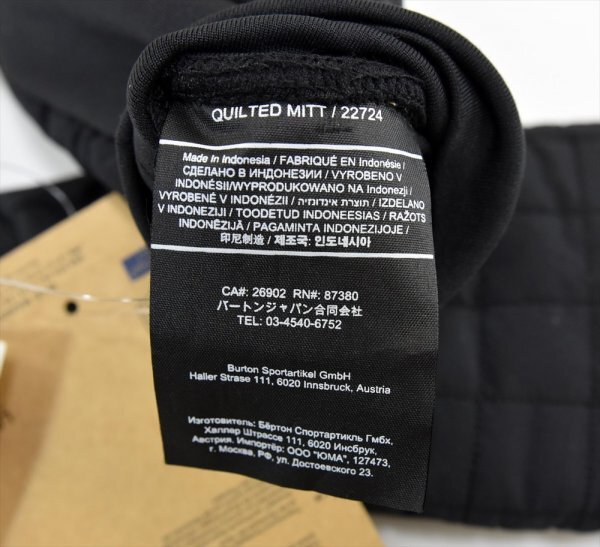 QUILTED MITT / 22724
Made in Indonesia / FABRIQUÉ EN Indonésie /
СДЕЛАНО В ИНДОНЕЗИИ / VYROBENO V
INDONÉSII/WYPRODUKOWANO NA Indonezji /
VYROBENÉ V INDONÉZII / תוצרת אינדונזיה / IZDELANO
V INDONEZIJI / TOODETUD INDONEESIAS / RAŽOTS
INDONĒZIJĀ / PAGAMINTA INDONEZIJOJE /
印尼制造 / 제조국: 인도네시아
CA#: 26902 RN#: 87380
バートンジャパン合同会社
TEL: 03-4540-6752
Burton Sportartikel GmbH
Haller Strase 111, 6020 Innsbruck, Austria
Изготовитель: Бёртон Спортартикль Гмбх,
Халлер Штрассе 111, 6020 Инсбрук,
Австрия. Импортёр: ООО "ЮМА", 127473,
г. Москва, РФ, ул. Достоевского 23.